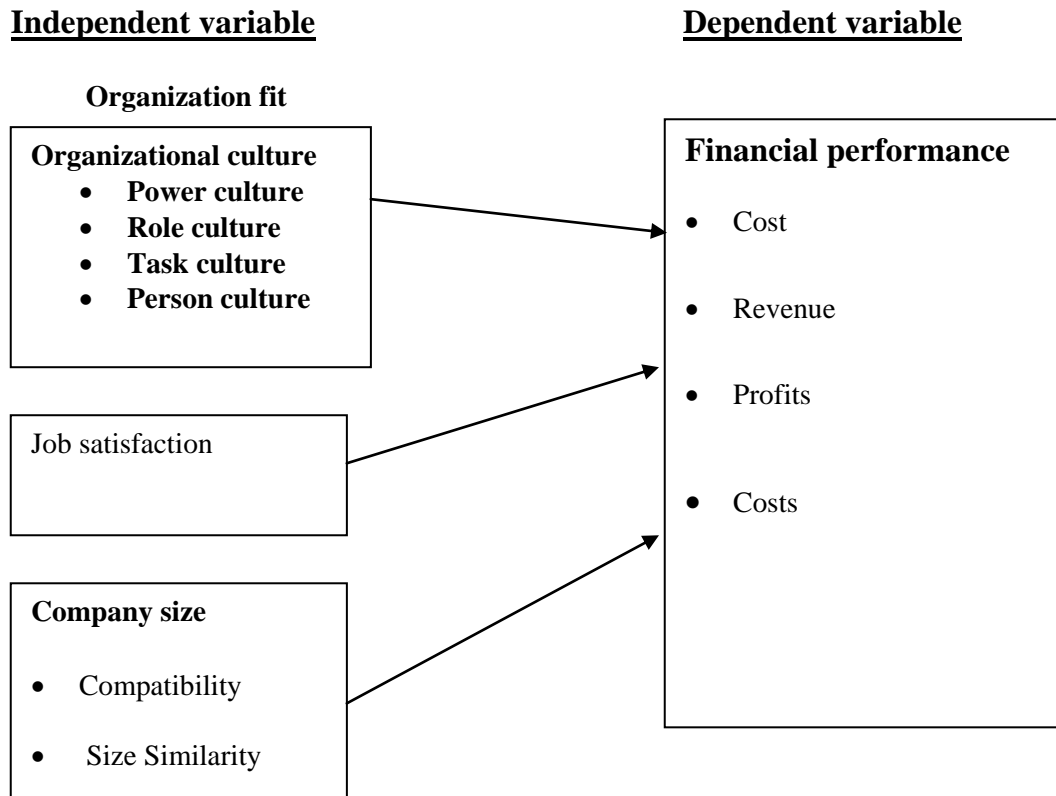 Independent variable
Dependent variable
Organization fit
Organizational culture
• Power culture
• Role culture
• Task culture
• Person culture
Job satisfaction
Company size
• Compatibility
• Size Similarity
Financial performance
• Cost
• Revenue
• Profits
• Costs